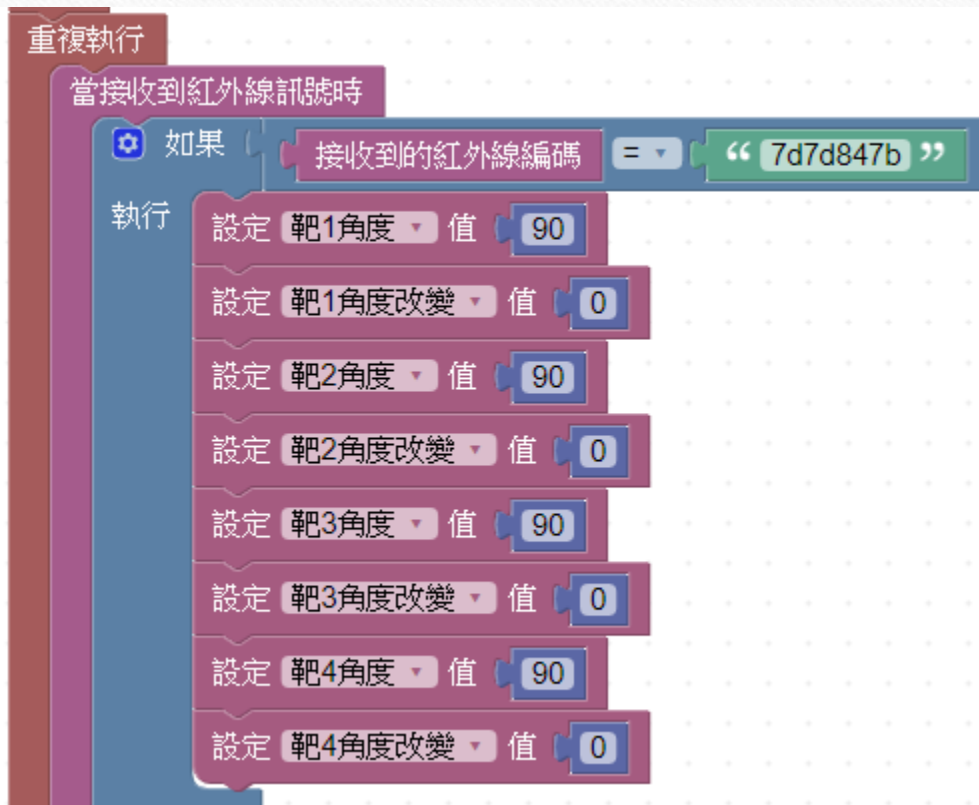 重複執行
當接收到紅外線訊號時
如果 接收到的紅外線編碼 = “ 7d7d847b ”
執行 設定 靶1角度 值 90
設定 靶1角度改變 值 0
設定 靶2角度 值 90
設定 靶2角度改變 值 0
設定 靶3角度 值 90
設定 靶3角度改變 值 0
設定 靶4角度 值 90
設定 靶4角度改變 值 0